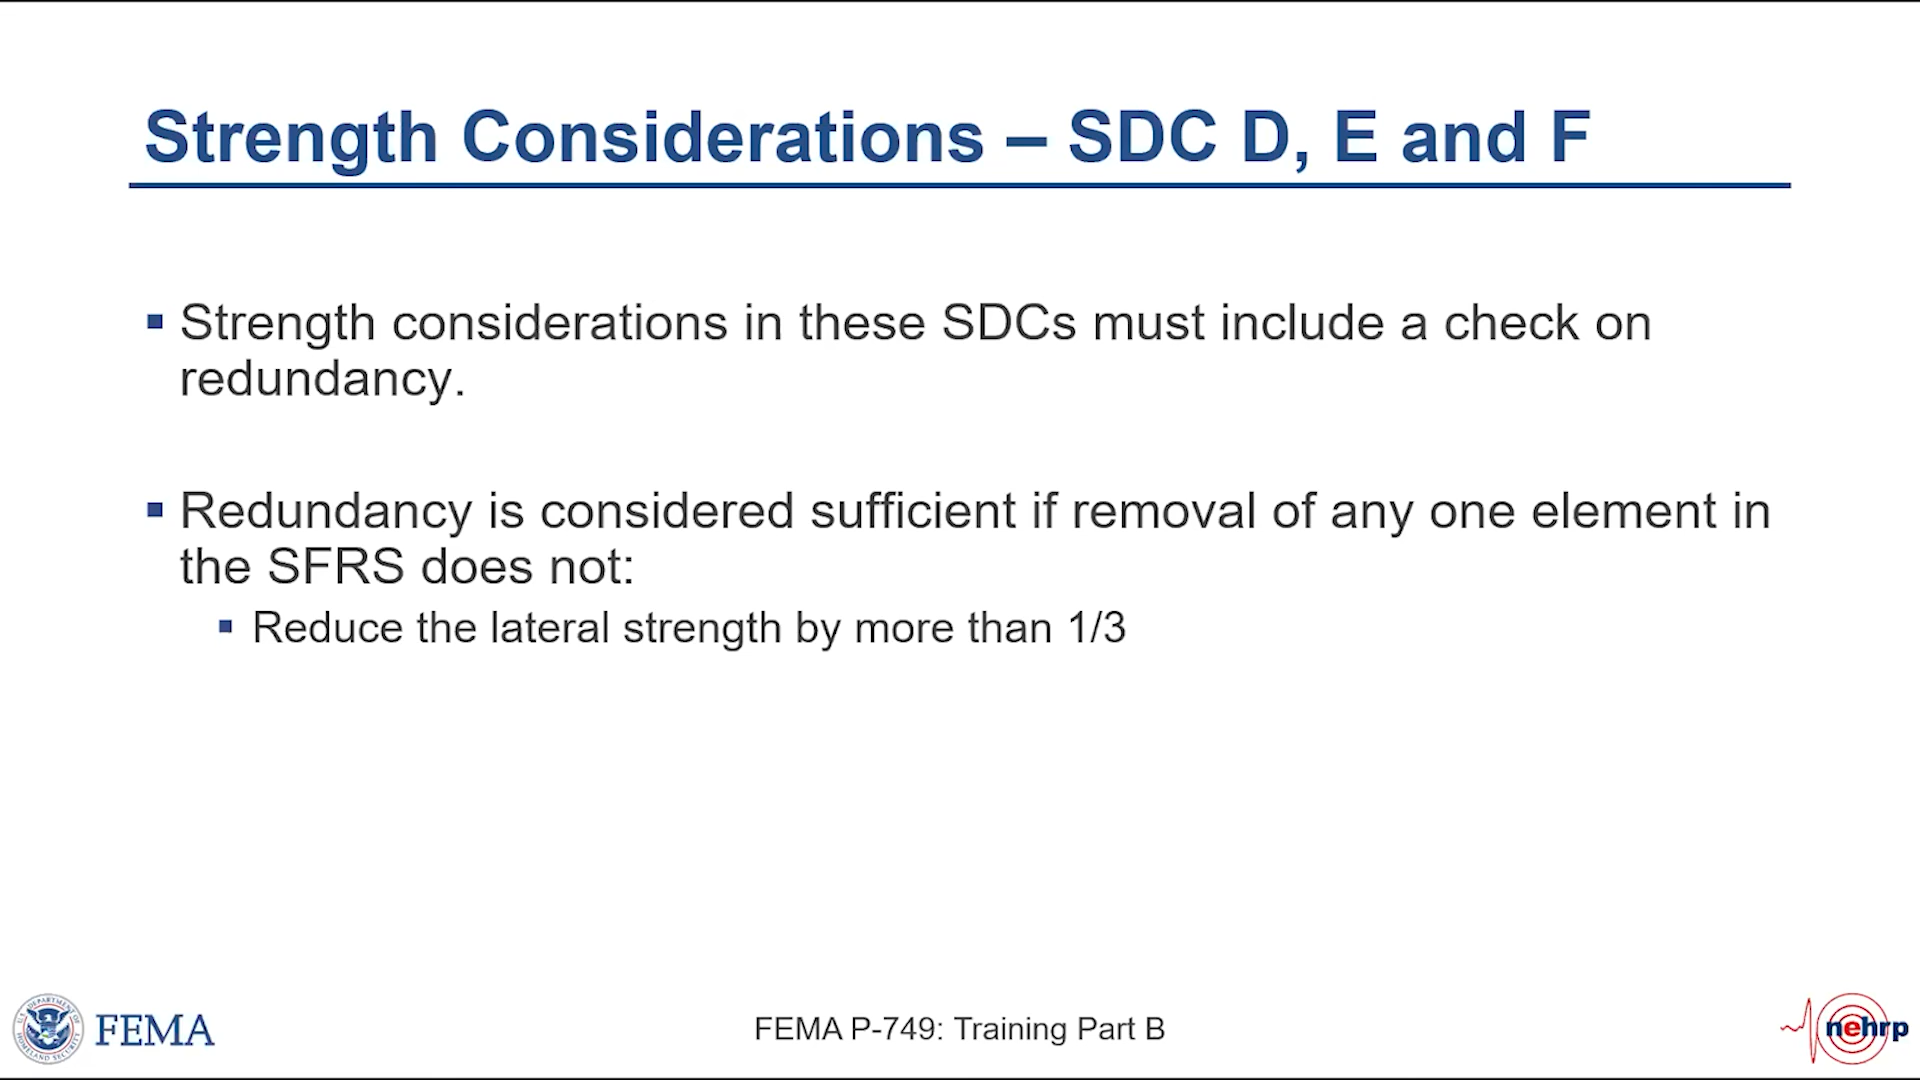 Strength Considerations – SDC D, E and F
▪ Strength considerations in these SDCs must include a check on
redundancy.
▪ Redundancy is considered sufficient if removal of any one element in
the SFRS does not:
▪ Reduce the lateral strength by more than 1/3
FEMA
FEMA P-749: Training Part B
nehrp